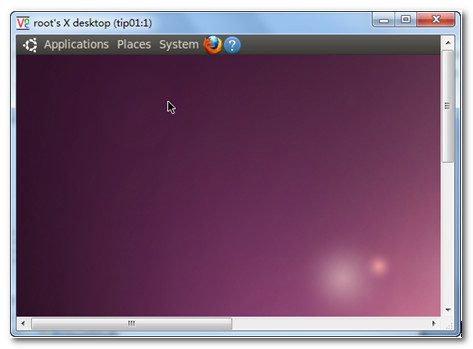 root's X desktop (tip01:1)
Applications Places System